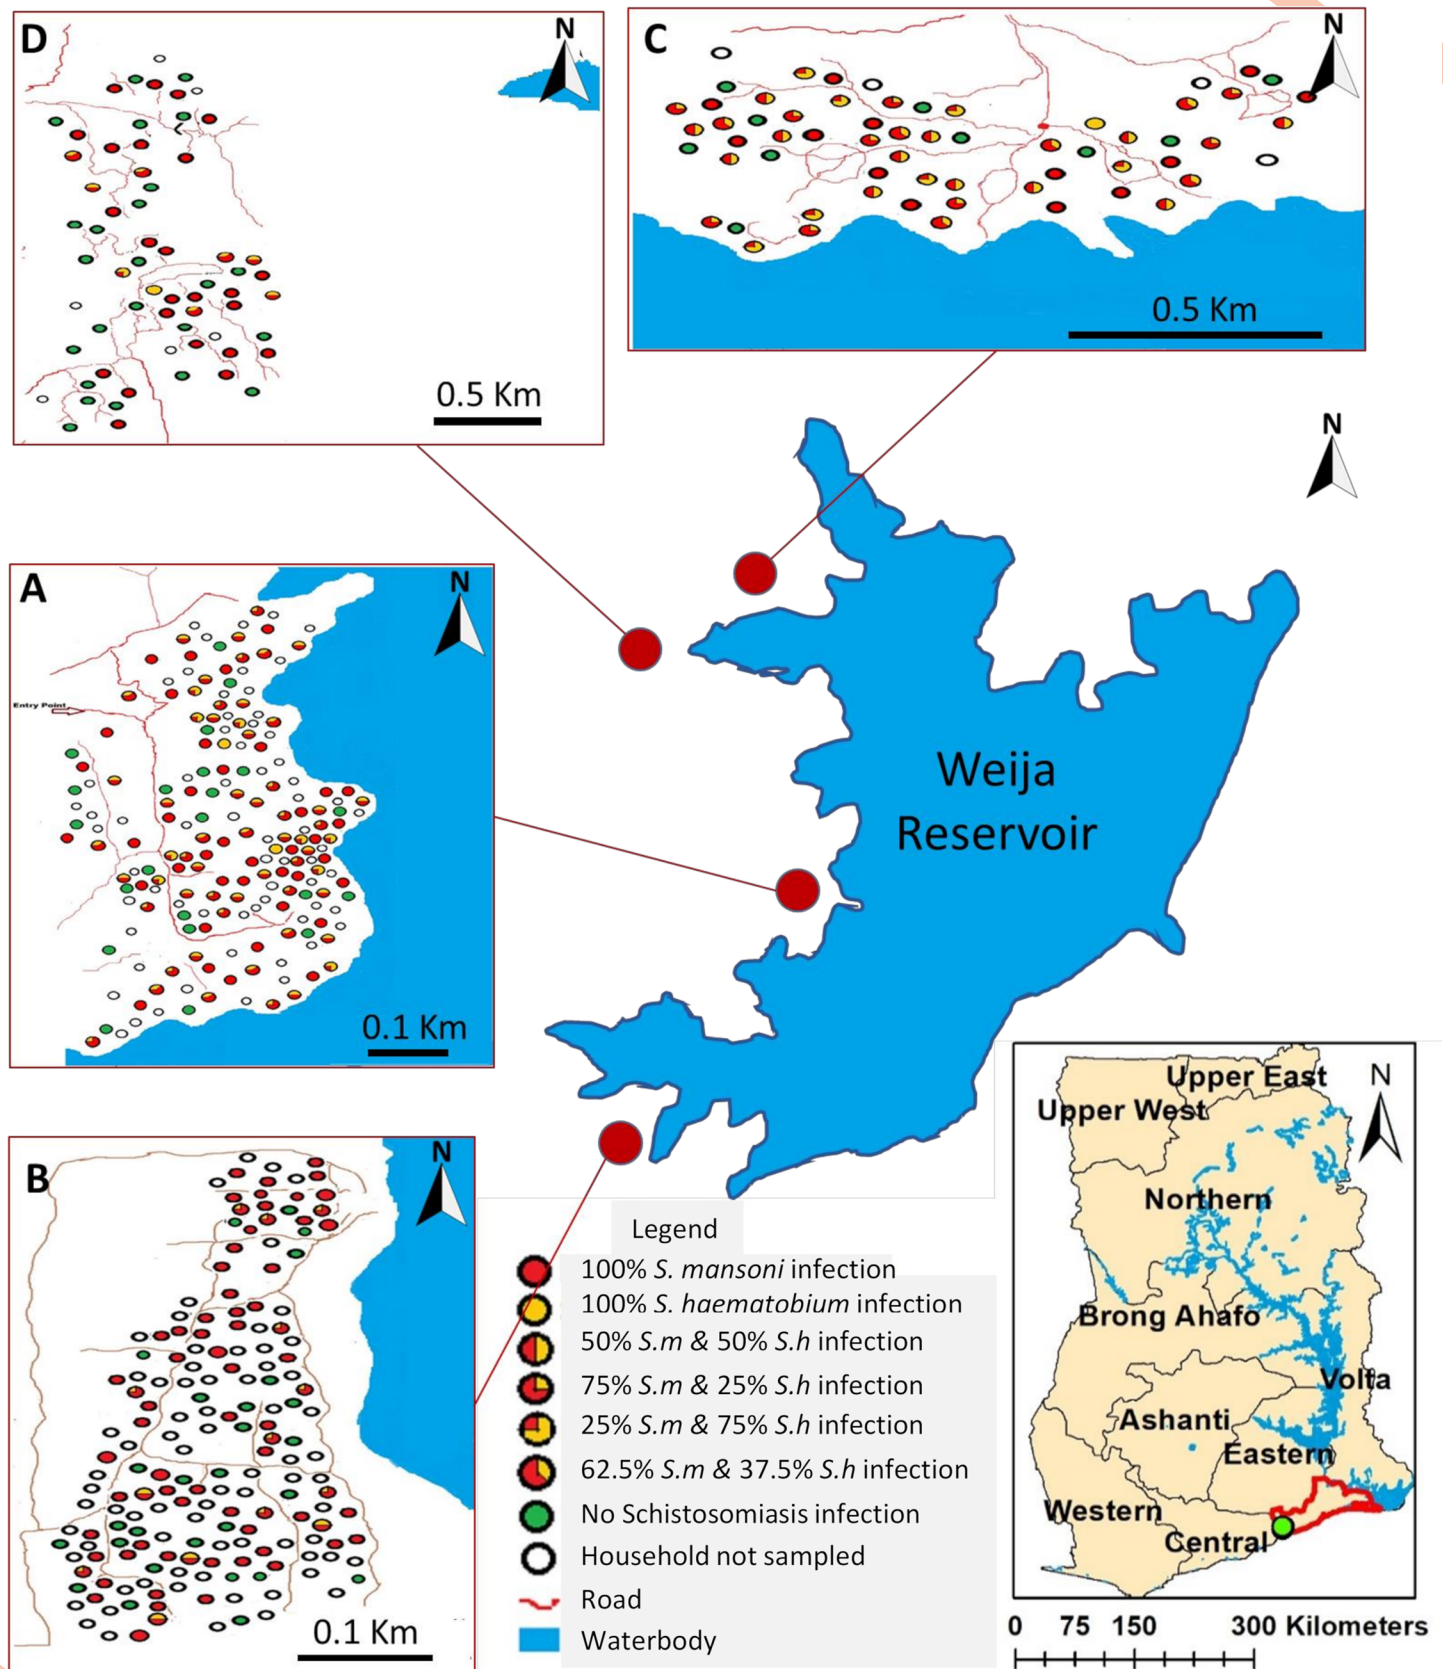 D
N
0.5 Km
C
N
0.5 Km
N
A
N
Entry Point
0.1 Km
Weija
Reservoir
B
N
0.1 Km
Legend
100% S. mansoni infection
100% S. haematobium infection
50% S.m & 50% S.h infection
75% S.m & 25% S.h infection
25% S.m & 75% S.h infection
62.5% S.m & 37.5% S.h infection
No Schistosomiasis infection
Household not sampled
Road
Waterbody
N
Upper East
Upper West
Northern
Brong Ahafo
Volta
Ashanti
Eastern
Western
Central
0 75 150 300 Kilometers